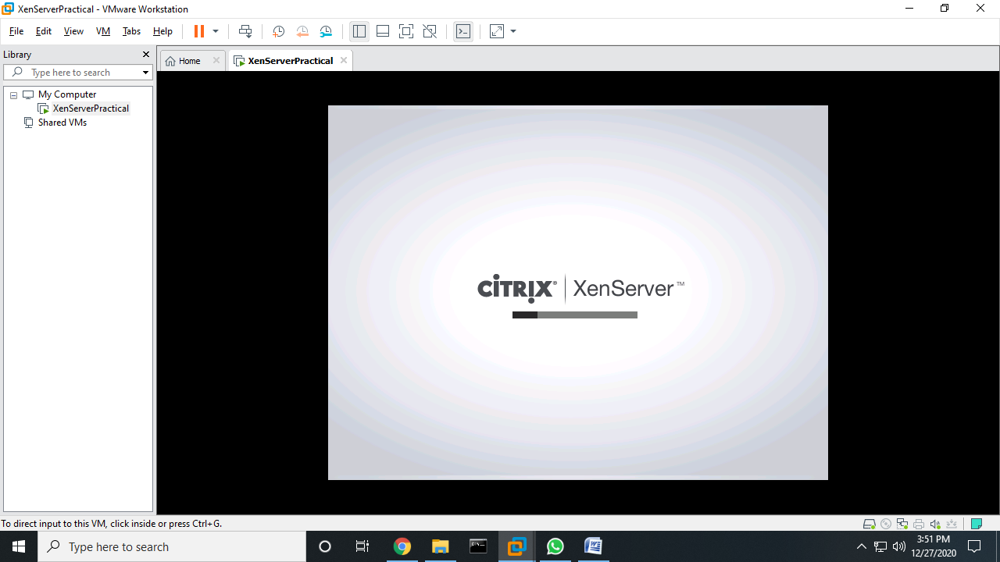 XenServerPractical - VMware Workstation
File Edit View VM Tabs Help
Library
Home
XenServerPractical
Type here to search
My Computer
XenServerPractical
Shared VMs
CİTRIX® XenServer™
To direct input to this VM, click inside or press Ctrl+G.
Type here to search
3:51 PM
12/27/2020